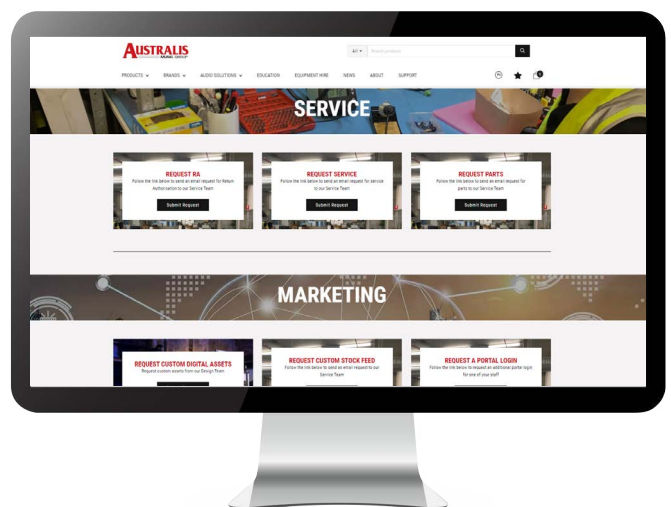 AUSTRALIS
MUSIC GROUP
All
Search products
PRODUCTS
BRANDS
AUDIO SOLUTIONS
EDUCATION
EQUIPMENT HIRE
NEWS
ABOUT
SUPPORT
SERVICE
REQUEST RA
Follow the link below to send an email request for Return
Authorisation to our Service Team
Submit Request
REQUEST SERVICE
Follow the link below to send an email request for service
to our Service Team
Submit Request
REQUEST PARTS
Follow the link below to send an email request for
parts to our Service Team
Submit Request
MARKETING
REQUEST CUSTOM DIGITAL ASSETS
Request custom assets from our Design Team
REQUEST CUSTOM STOCK FEED
Follow the link below to send an email request to our
Service Team
REQUEST A PORTAL LOGIN
Follow the link below to request an additional portal login
for one of your staff